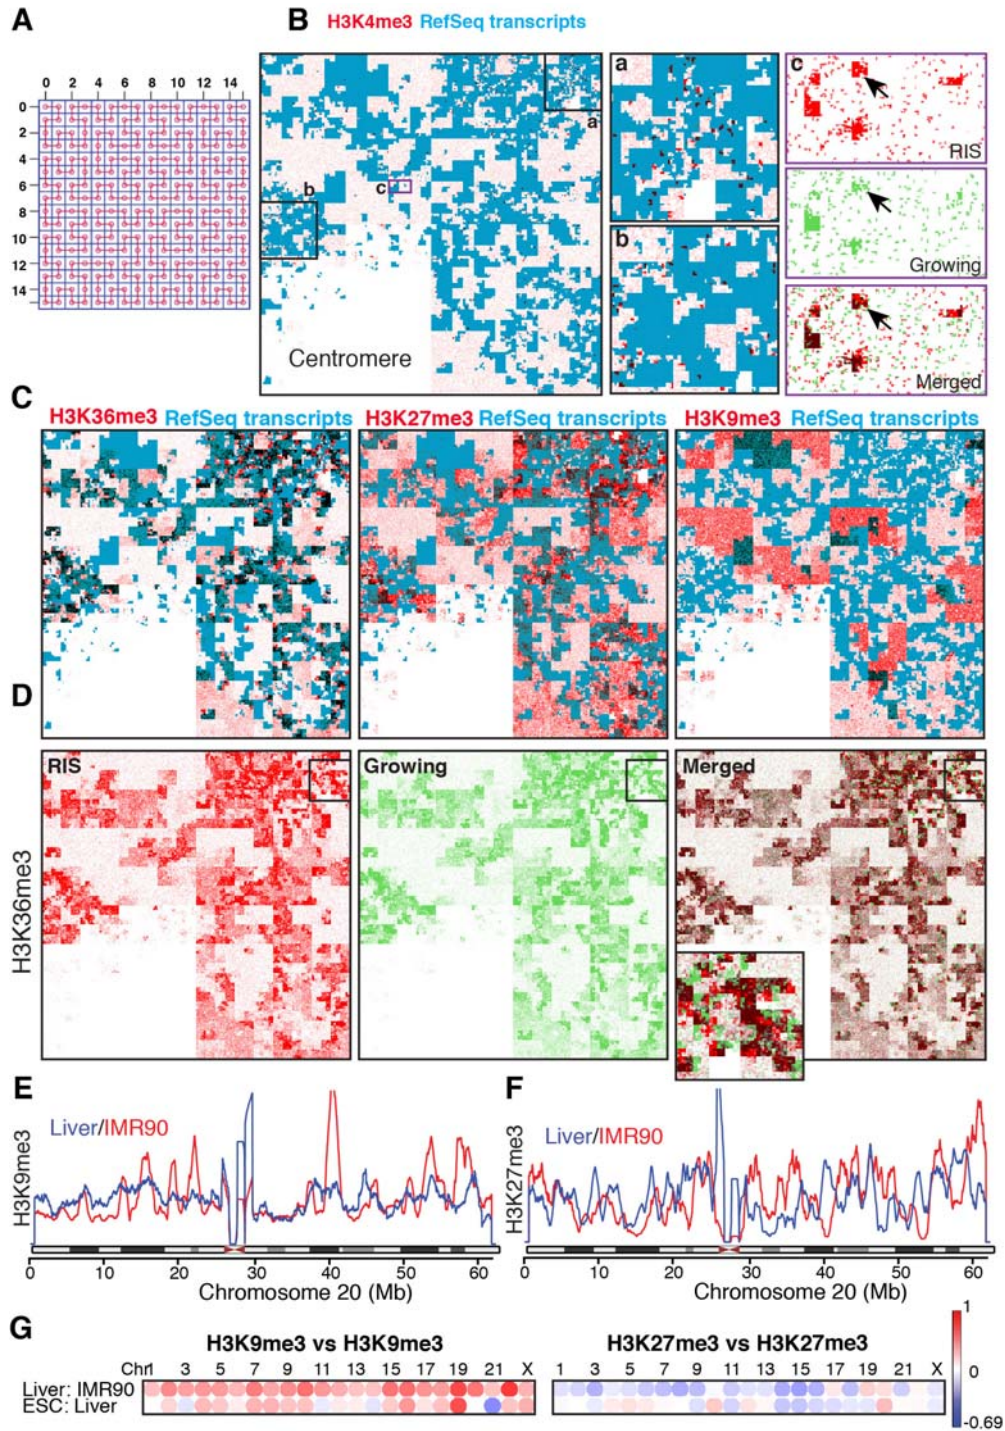 A
B H3K4me3 RefSeq transcripts
0 2 4 6 8 10 12 14
0
2
4
6
8
10
12
14
a
b
c
Centromere
a
b
c
RIS
Growing
Merged
C
H3K36me3 RefSeq transcripts
H3K27me3 RefSeq transcripts
H3K9me3 RefSeq transcripts
D
H3K36me3
RIS
Growing
Merged
E
H3K9me3
Liver/IMR90
0 10 20 30 40 50 60
Chromosome 20 (Mb)
F
H3K27me3
Liver/IMR90
0 10 20 30 40 50 60
Chromosome 20 (Mb)
G
H3K9me3 vs H3K9me3
H3K27me3 vs H3K27me3
Chr1 3 5 7 9 11 13 15 17 19 21 X
1 3 5 7 9 11 13 15 17 19 21 X
Liver: IMR90
ESC: Liver
1
0
-0.69